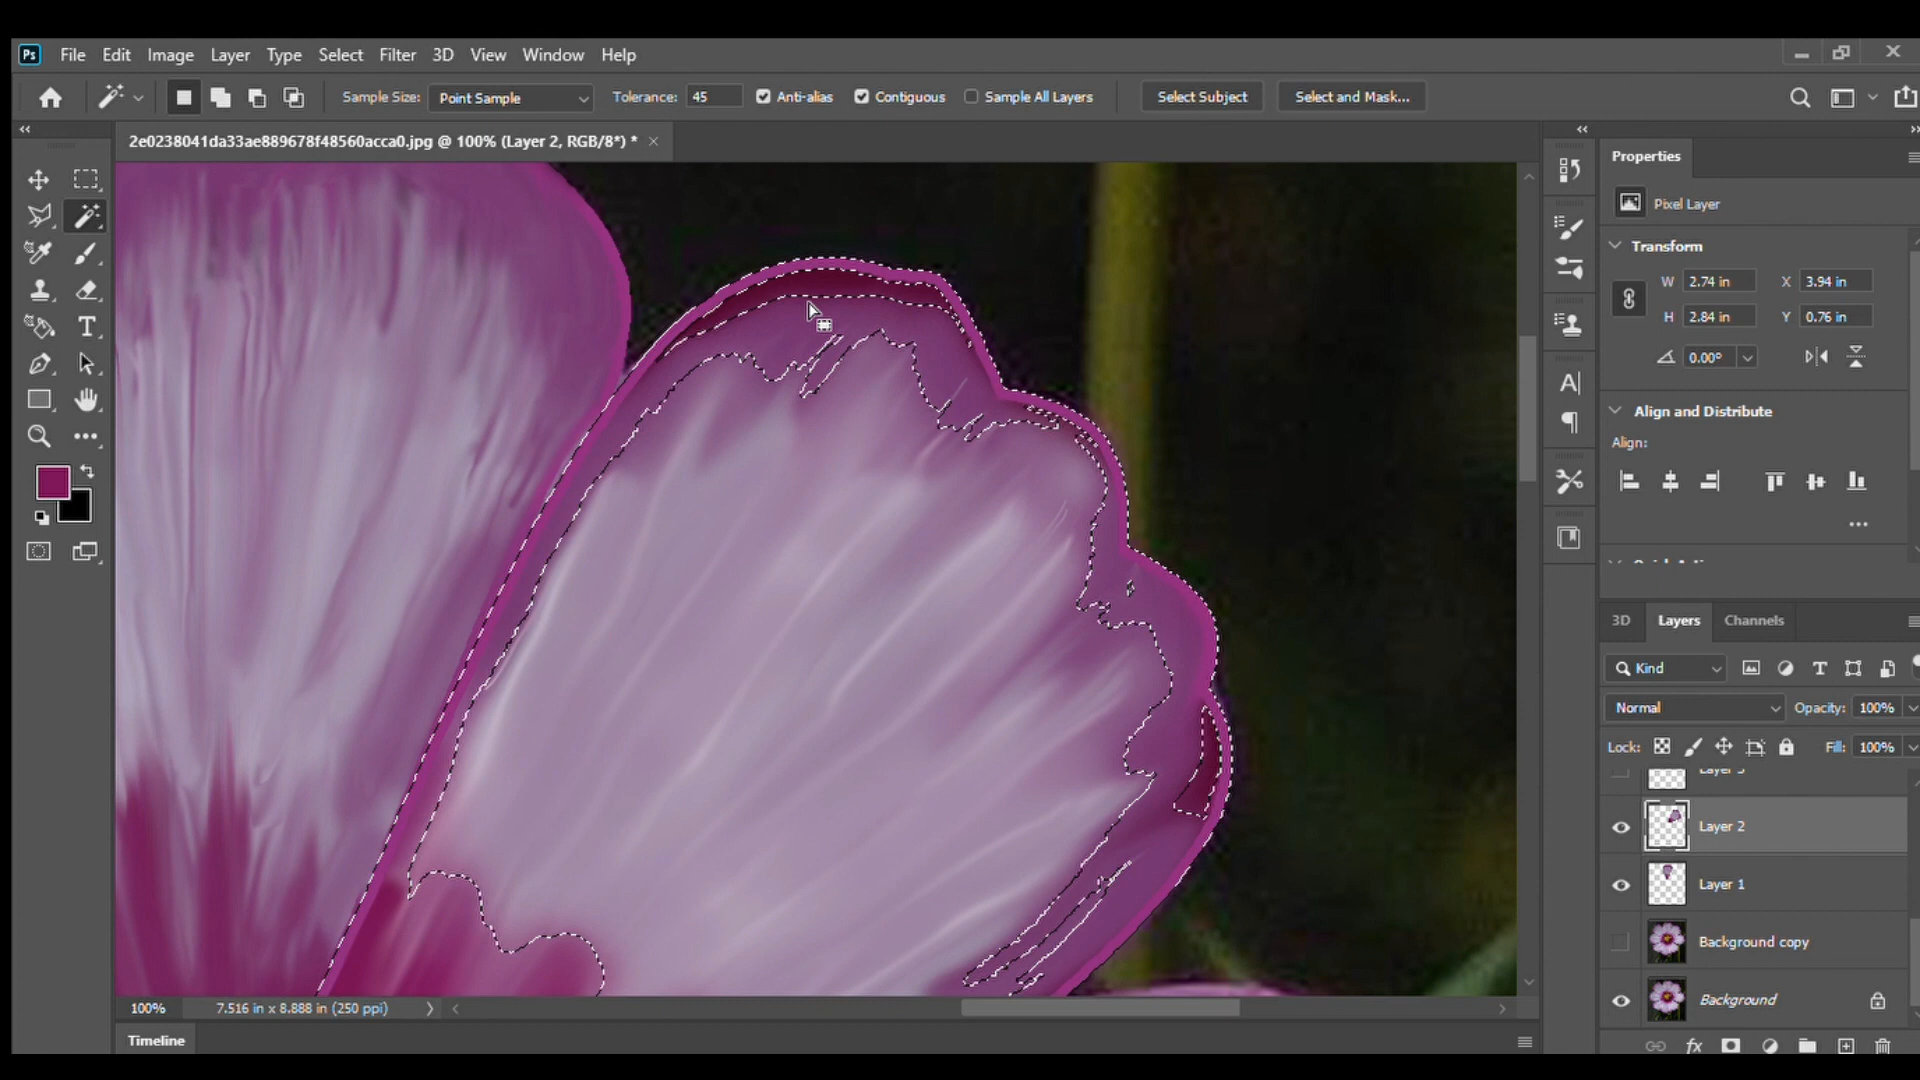 Ps File Edit Image Layer Type Select Filter 3D View Window Help
Sample Size: Point Sample Tolerance: 45 Anti-alias Contiguous Sample All Layers Select Subject Select and Mask...
2e0238041da33ae889678f48560acca0.jpg @ 100% (Layer 2, RGB/8*) *
Properties
Pixel Layer
Transform
W 2.74 in X 3.94 in
H 2.84 in Y 0.76 in
0.00°
Align and Distribute
Align:
3D Layers Channels
Kind
Normal Opacity: 100%
Lock: Fill: 100%
Layer 2
Layer 1
Background copy
Background
fx
100% 7.516 in x 8.888 in (250 ppi)
Timeline